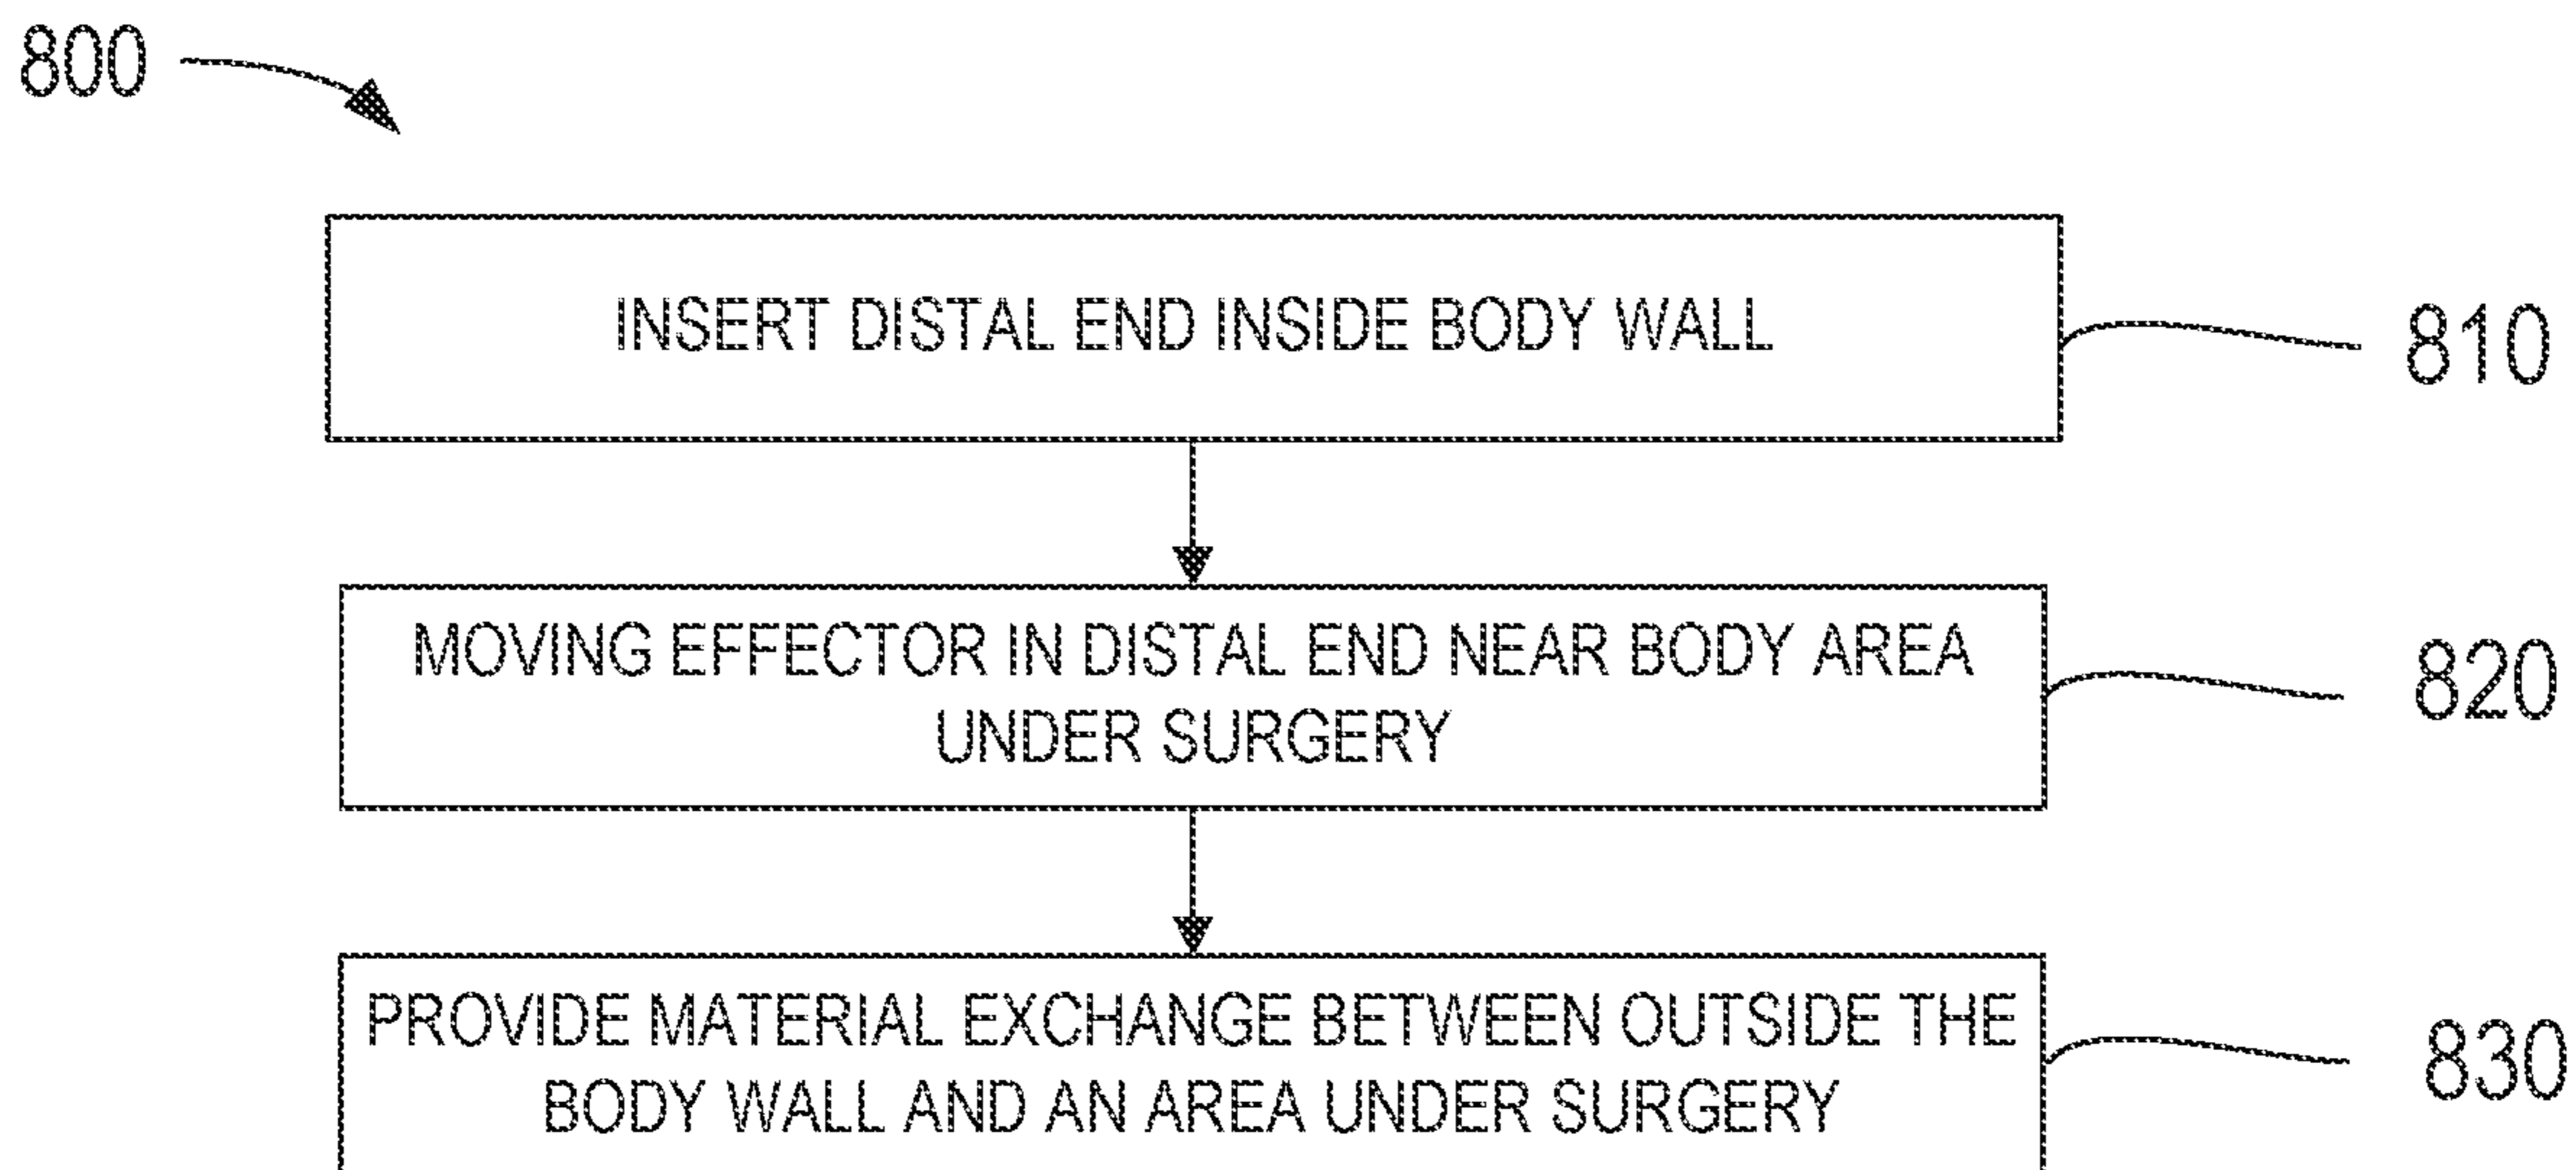 800
INSERT DISTAL END INSIDE BODY WALL
810
MOVING EFFECTOR IN DISTAL END NEAR BODY AREA
UNDER SURGERY
820
PROVIDE MATERIAL EXCHANGE BETWEEN OUTSIDE THE
BODY WALL AND AN AREA UNDER SURGERY
830